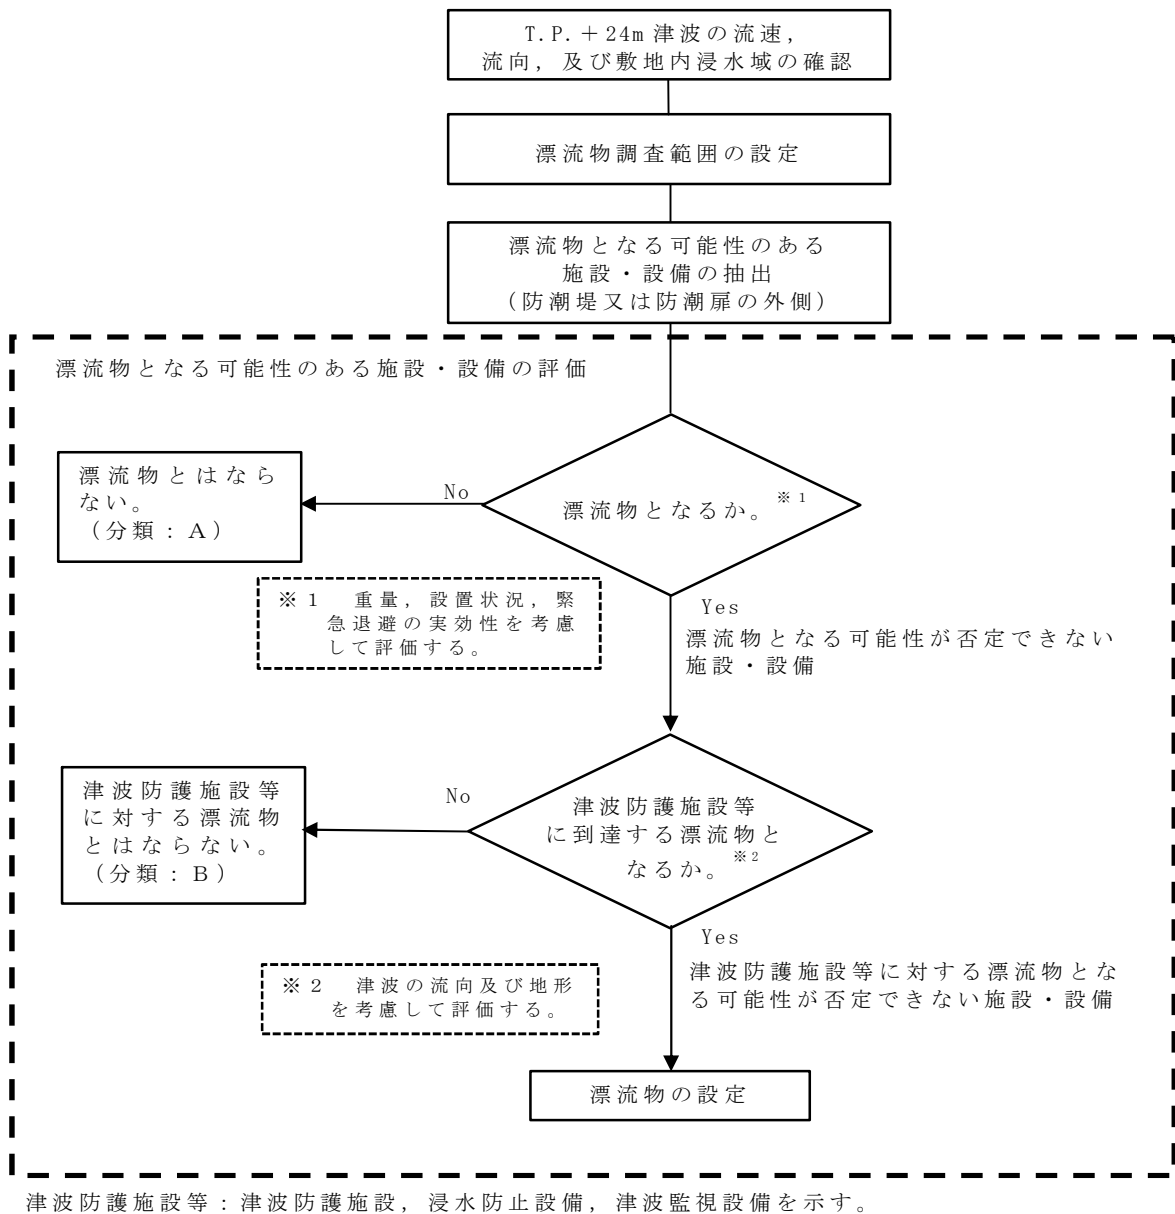 T.P.＋24m 津波の流速，
流向，及び敷地内浸水域の確認
漂流物調査範囲の設定
漂流物となる可能性のある
施設・設備の抽出
（防潮堤又は防潮扉の外側）
漂流物となる可能性のある施設・設備の評価
漂流物とはなら
ない。
（分類：A）
No
漂流物となるか。※1
※１　重量，設置状況，緊
急退避の実効性を考慮
して評価する。
Yes
漂流物となる可能性が否定できない
施設・設備
津波防護施設等
に対する漂流物
とはならない。
（分類：B）
No
津波防護施設等
に到達する漂流物と
なるか。※2
Yes
※２　津波の流向及び地形
を考慮して評価する。
津波防護施設等に対する漂流物とな
る可能性が否定できない施設・設備
漂流物の設定
津波防護施設等：津波防護施設，浸水防止設備，津波監視設備を示す。